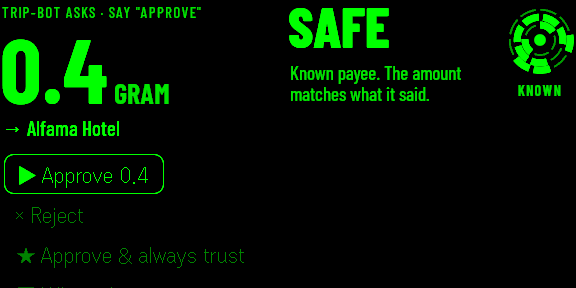 TRIP-BOT ASKS · SAY "APPROVE"
0.4 GRAM
→ Alfama Hotel
▶ Approve 0.4
× Reject
★ Approve & always trust
SAFE
Known payee. The amount
matches what it said.
KNOWN